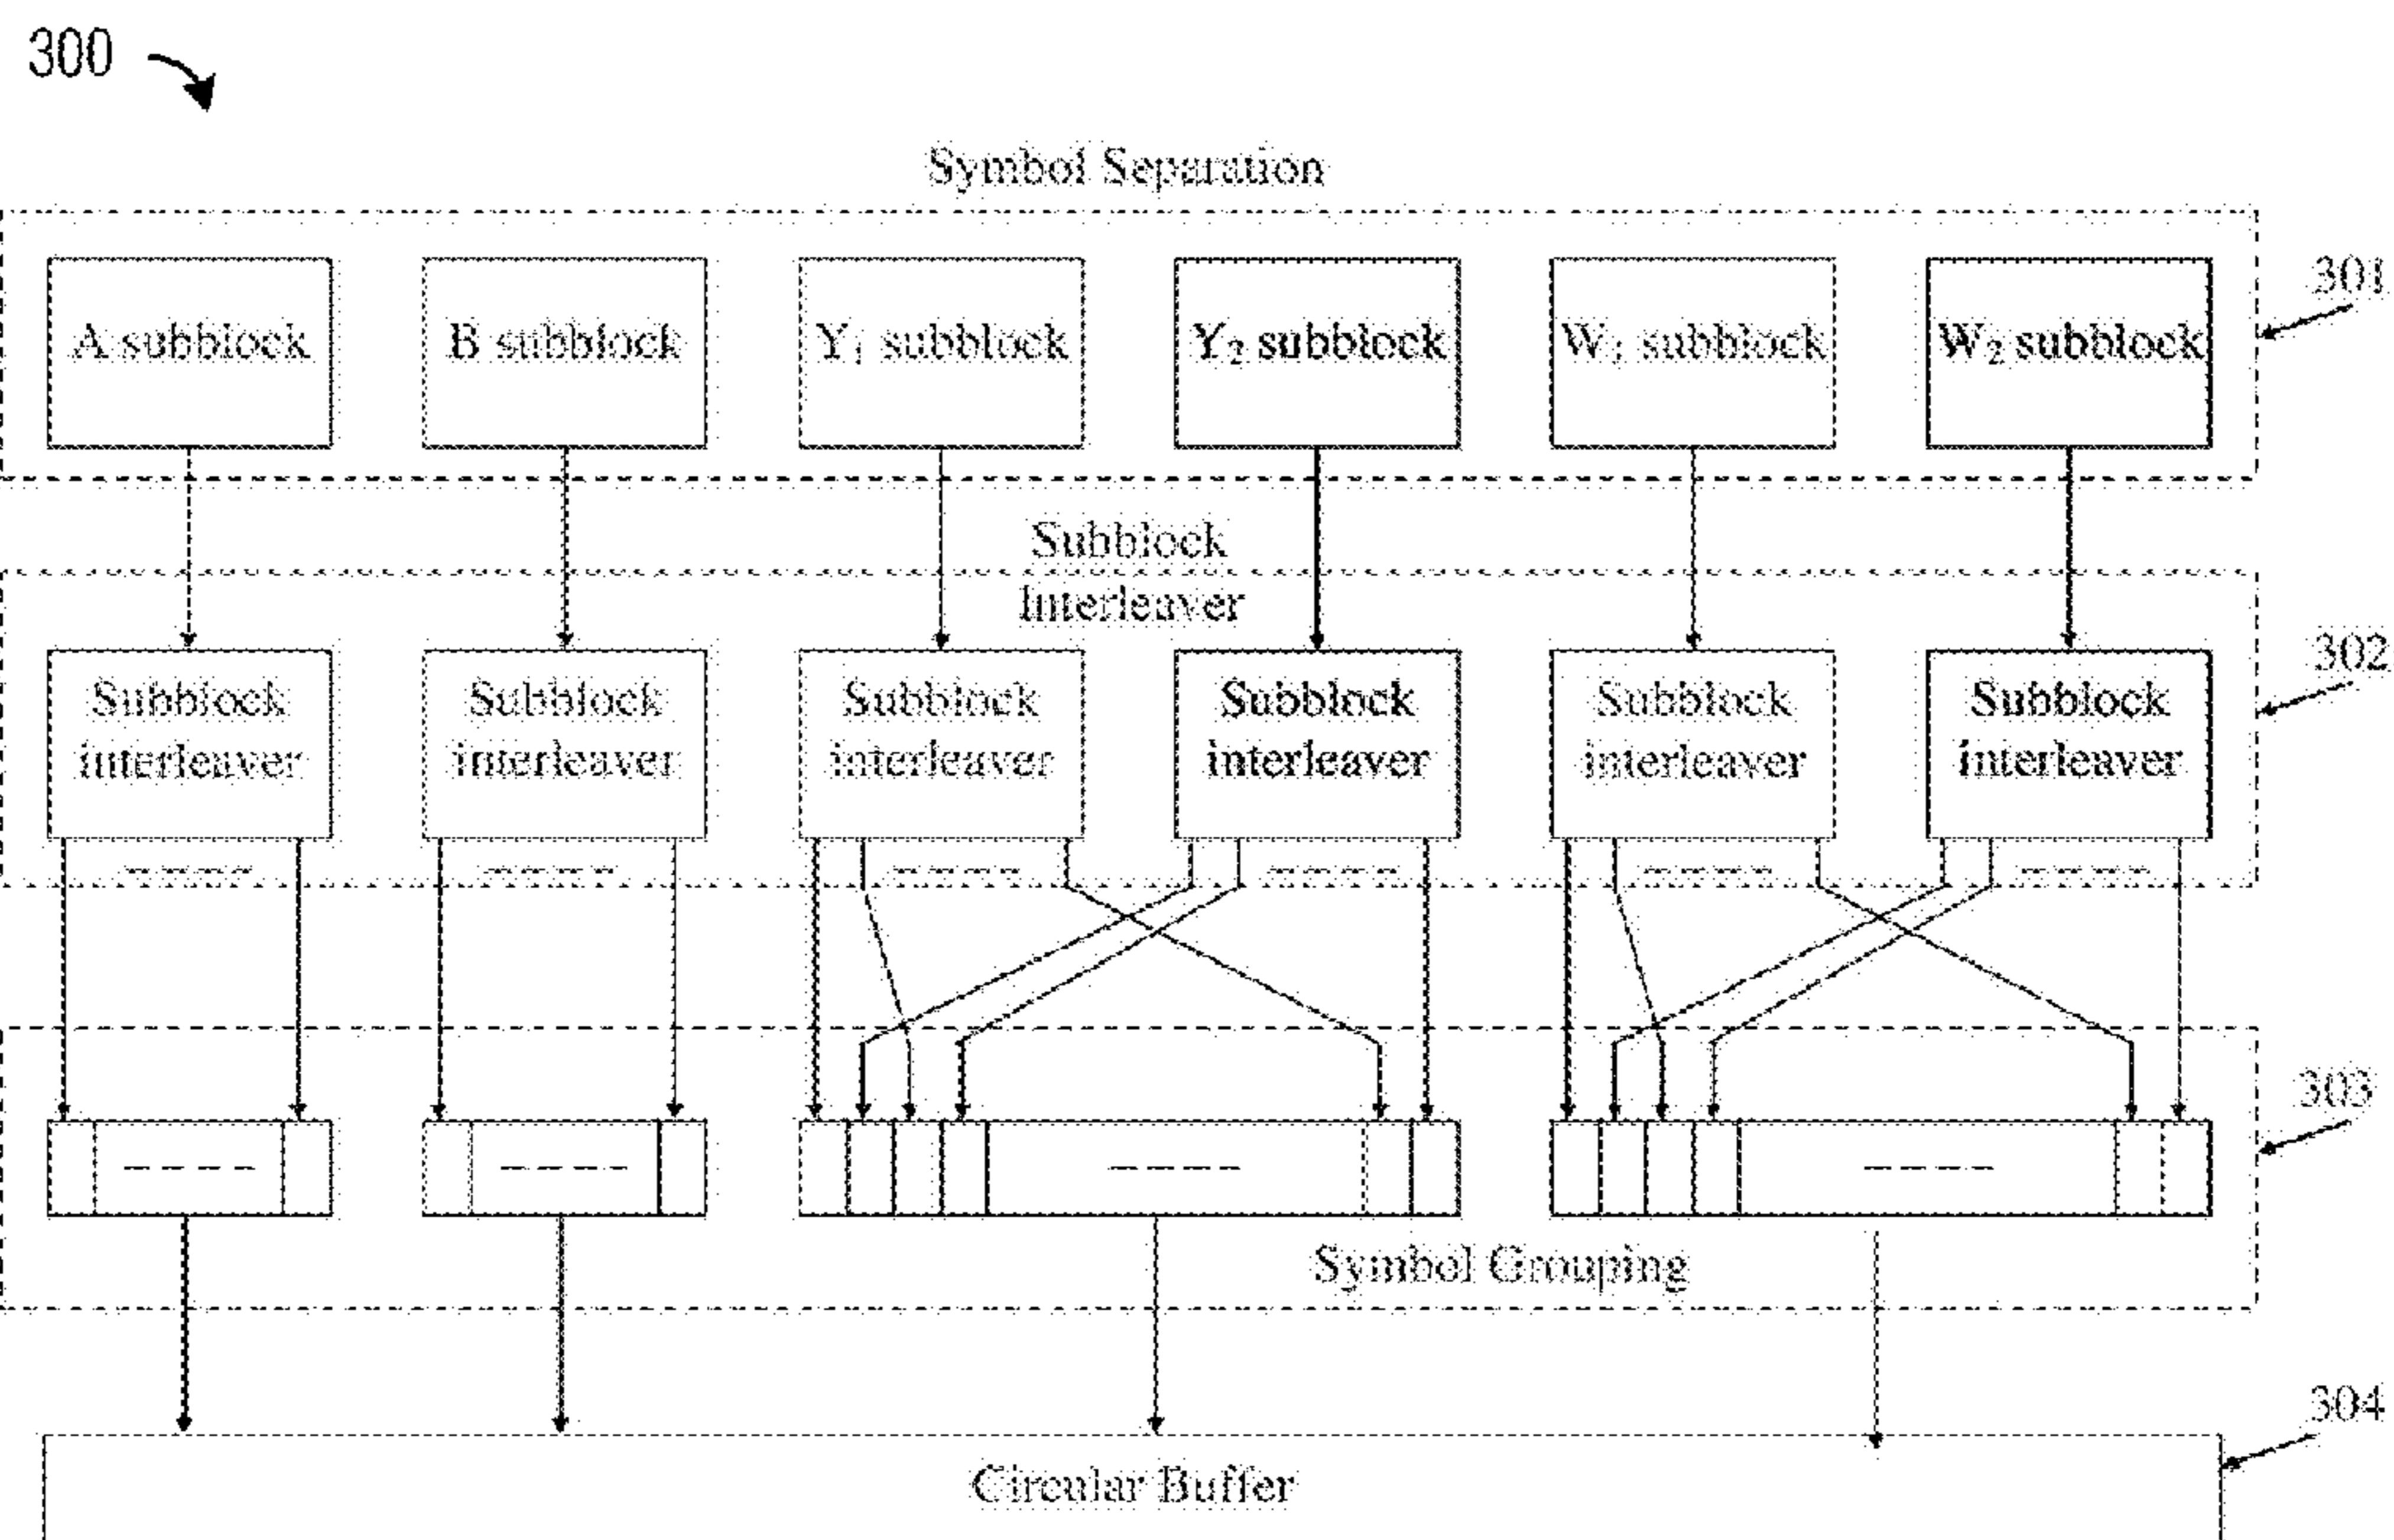 300
Symbol Separation
301
A subblock
B subblock
Y₁ subblock
Y₂ subblock
W₁ subblock
W₂ subblock
Subblock
Interleaver
302
Subblock
interleaver
Subblock
interleaver
Subblock
interleaver
Subblock
interleaver
Subblock
interleaver
Subblock
interleaver
303
Symbol Grouping
304
Circular Buffer